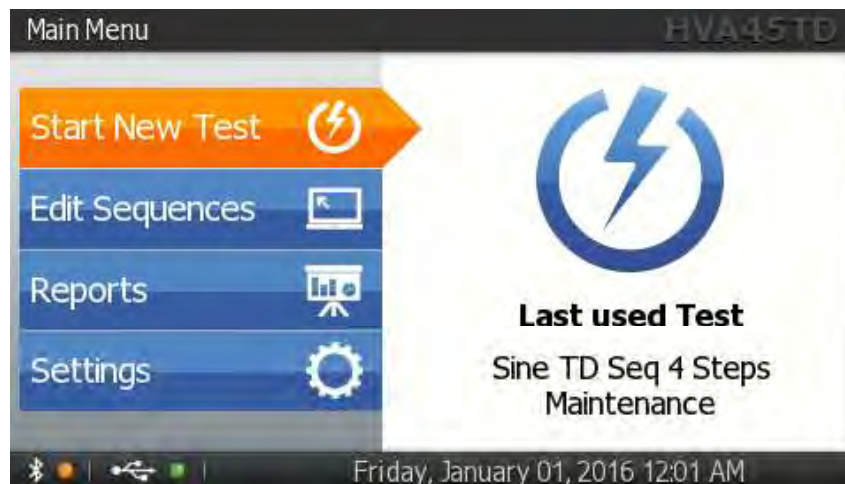 Main Menu
HVA45TD
Start New Test
Edit Sequences
Reports
Settings
Last used Test
Sine TD Seq 4 Steps
Maintenance
Friday, January 01, 2016 12:01 AM